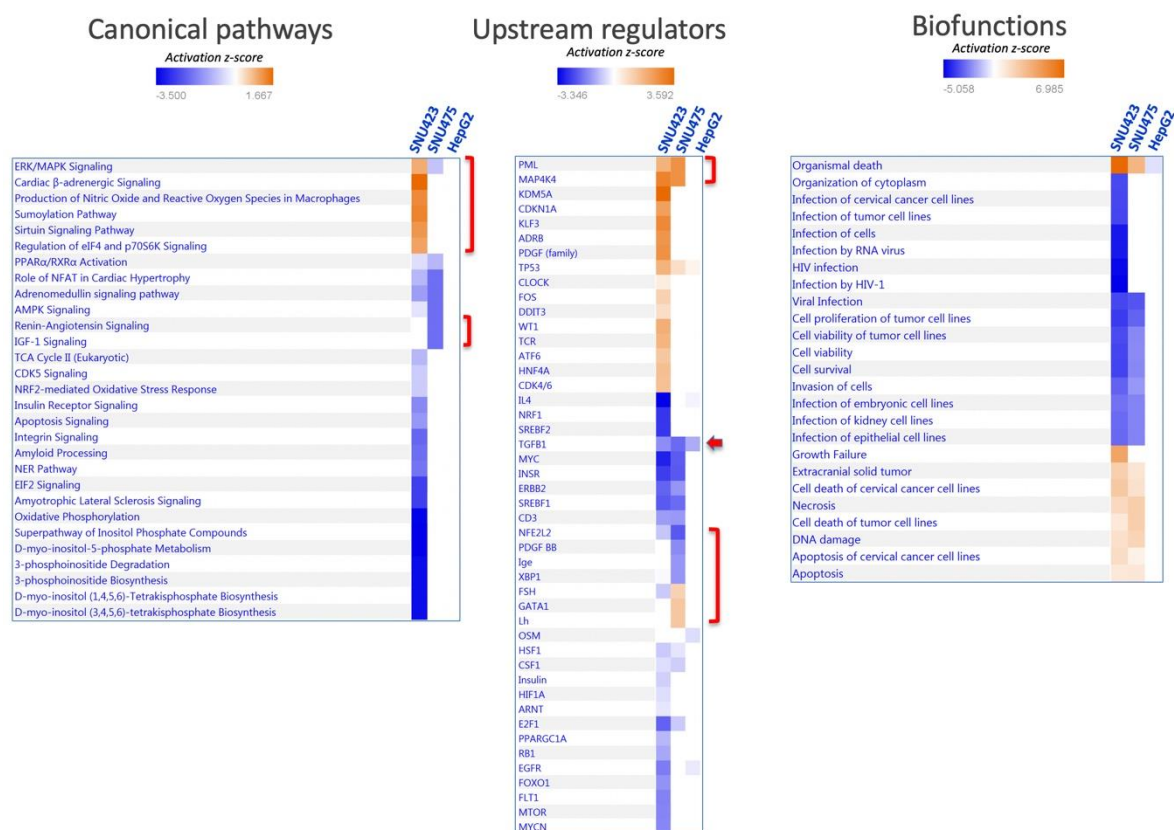 Canonical pathways
Activation z-score
-3.500 1.667
SNU423
SNU475
HepG2
ERK/MAPK Signaling
Cardiac β-adrenergic Signaling
Production of Nitric Oxide and Reactive Oxygen Species in Macrophages
Sumoylation Pathway
Sirtuin Signaling Pathway
Regulation of eIF4 and p70S6K Signaling
PPARα/RXRα Activation
Role of NFAT in Cardiac Hypertrophy
Adrenomedullin signaling pathway
AMPK Signaling
Renin-Angiotensin Signaling
IGF-1 Signaling
TCA Cycle II (Eukaryotic)
CDK5 Signaling
NRF2-mediated Oxidative Stress Response
Insulin Receptor Signaling
Apoptosis Signaling
Integrin Signaling
Amyloid Processing
NER Pathway
EIF2 Signaling
Amyotrophic Lateral Sclerosis Signaling
Oxidative Phosphorylation
Superpathway of Inositol Phosphate Compounds
D-myo-inositol-5-phosphate Metabolism
3-phosphoinositide Degradation
3-phosphoinositide Biosynthesis
D-myo-inositol (1,4,5,6)-Tetrakisphosphate Biosynthesis
D-myo-inositol (3,4,5,6)-tetrakisphosphate Biosynthesis
Upstream regulators
Activation z-score
-3.346 3.592
SNU423
SNU475
HepG2
PML
MAP4K4
KDM5A
CDKN1A
KLF3
ADRB
PDGF (family)
TP53
CLOCK
FOS
DDIT3
WT1
TCR
ATF6
HNF4A
CDK4/6
IL4
NRF1
SREBF2
TGFB1
MYC
INSR
ERBB2
SREBF1
CD3
NFE2L2
PDGF BB
Ige
XBP1
FSH
GATA1
Lh
OSM
HSF1
CSF1
Insulin
HIF1A
ARNT
E2F1
PPARGC1A
RB1
EGFR
FOXO1
FLT1
MTOR
MYCN
Biofunctions
Activation z-score
-5.058 6.985
SNU423
SNU475
HepG2
Organismal death
Organization of cytoplasm
Infection of cervical cancer cell lines
Infection of tumor cell lines
Infection of cells
Infection by RNA virus
HIV infection
Infection by HIV-1
Viral Infection
Cell proliferation of tumor cell lines
Cell viability of tumor cell lines
Cell viability
Cell survival
Invasion of cells
Infection of embryonic cell lines
Infection of kidney cell lines
Infection of epithelial cell lines
Growth Failure
Extracranial solid tumor
Cell death of cervical cancer cell lines
Necrosis
Cell death of tumor cell lines
DNA damage
Apoptosis of cervical cancer cell lines
Apoptosis